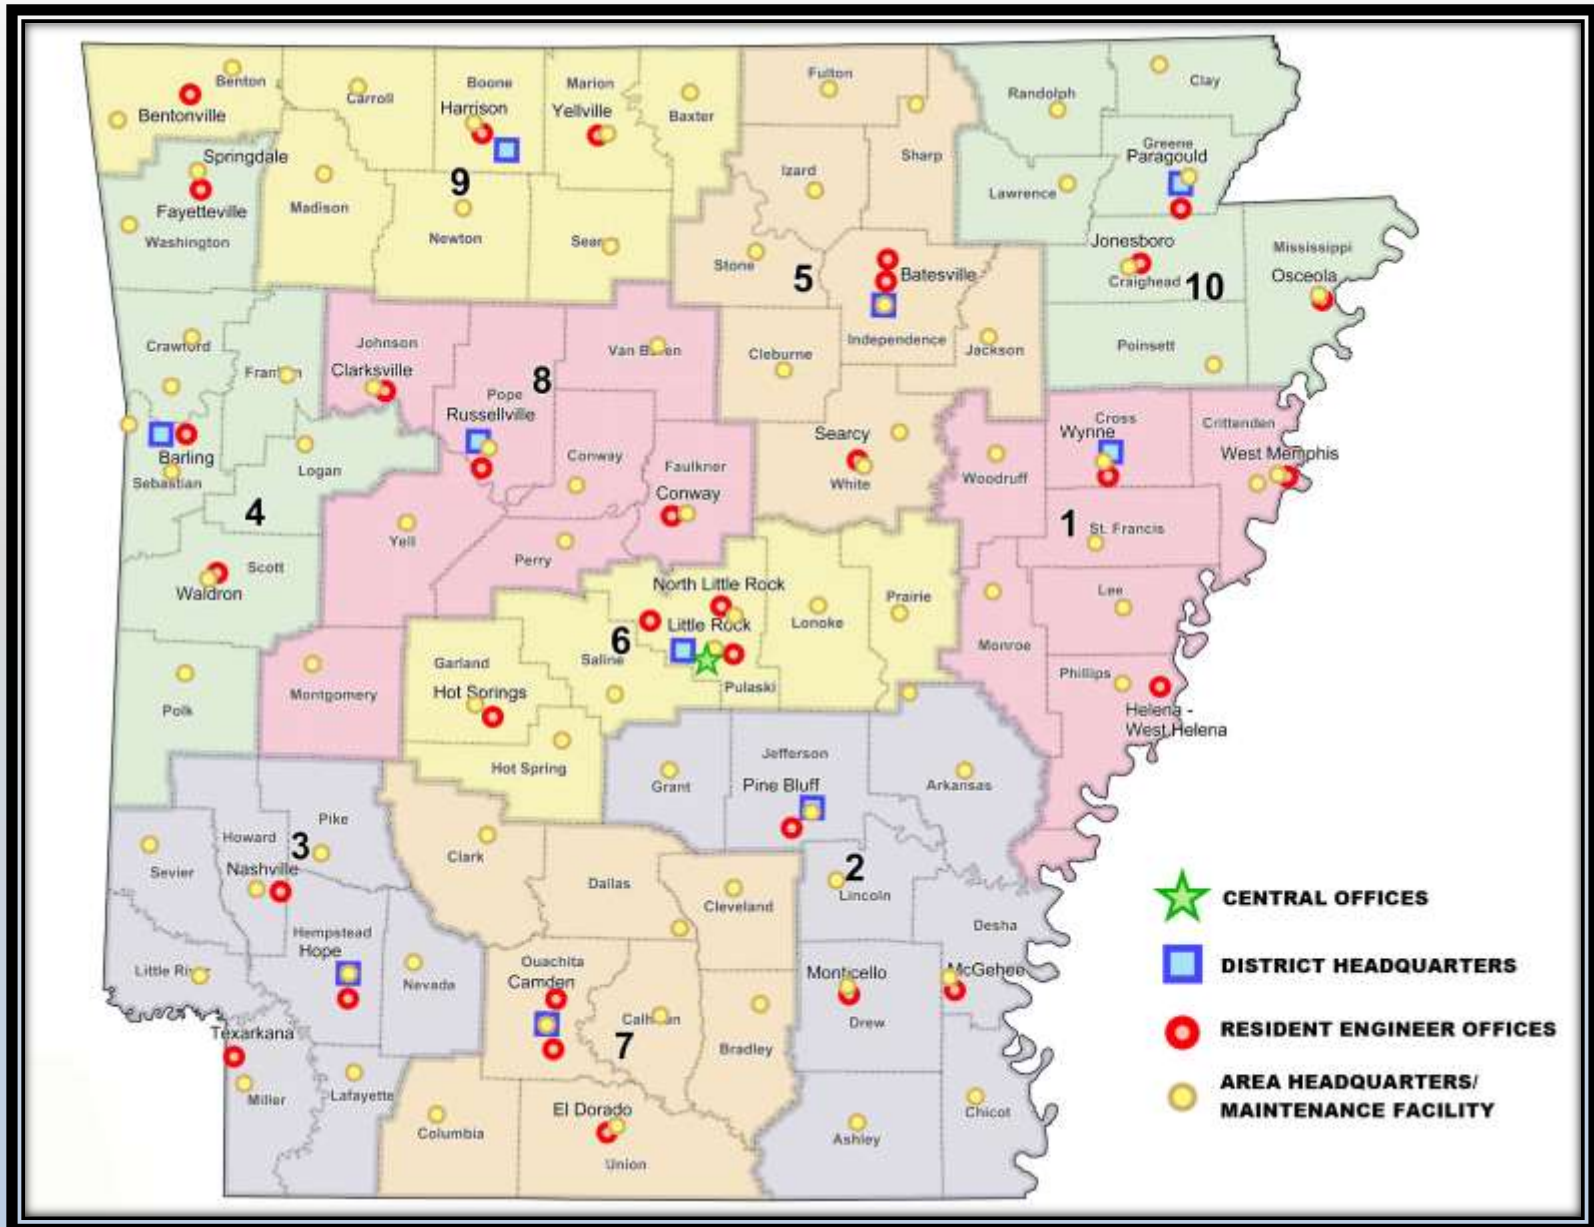 Benton
Bentonville
Carroll
Boone
Harrison
Marion
Yellville
Baxter
Fulton
Sharp
Izard
Randolph
Clay
Greene
Paragould
Lawrence
Springdale
Fayetteville
Washington
Madison
9
Newton
Stone
5
Batesville
Independence
Jackson
Jonesboro
Craighead
10
Mississippi
Osceola
Poinsett
Crawford
Johnson
Clarksville
8
Pope
Russellville
Cleburne
Searcy
White
Barling
Sebastian
Logan
4
Conway
Faulkner
Conway
Woodruff
Cross
Wynne
Crittenden
West Memphis
1
St. Francis
Yell
Perry
Scott
Waldron
North Little Rock
Little Rock
6
Saline
Pulaski
Lonoke
Prairie
Monroe
Lee
Phillips
Helena -
West Helena
Polk
Montgomery
Garland
Hot Springs
Hot Spring
Grant
Jefferson
Pine Bluff
Arkansas
Sevier
Howard
Pike
3
Nashville
Hempstead
Hope
Nevada
Clark
Dallas
Cleveland
2
Lincoln
Desha
Ouachita
Camden
7
Bradley
Monticello
Drew
McGehee
Texarkana
Miller
Lafayette
Columbia
El Dorado
Union
Ashley
Chicot
CENTRAL OFFICES
DISTRICT HEADQUARTERS
RESIDENT ENGINEER OFFICES
AREA HEADQUARTERS/
MAINTENANCE FACILITY